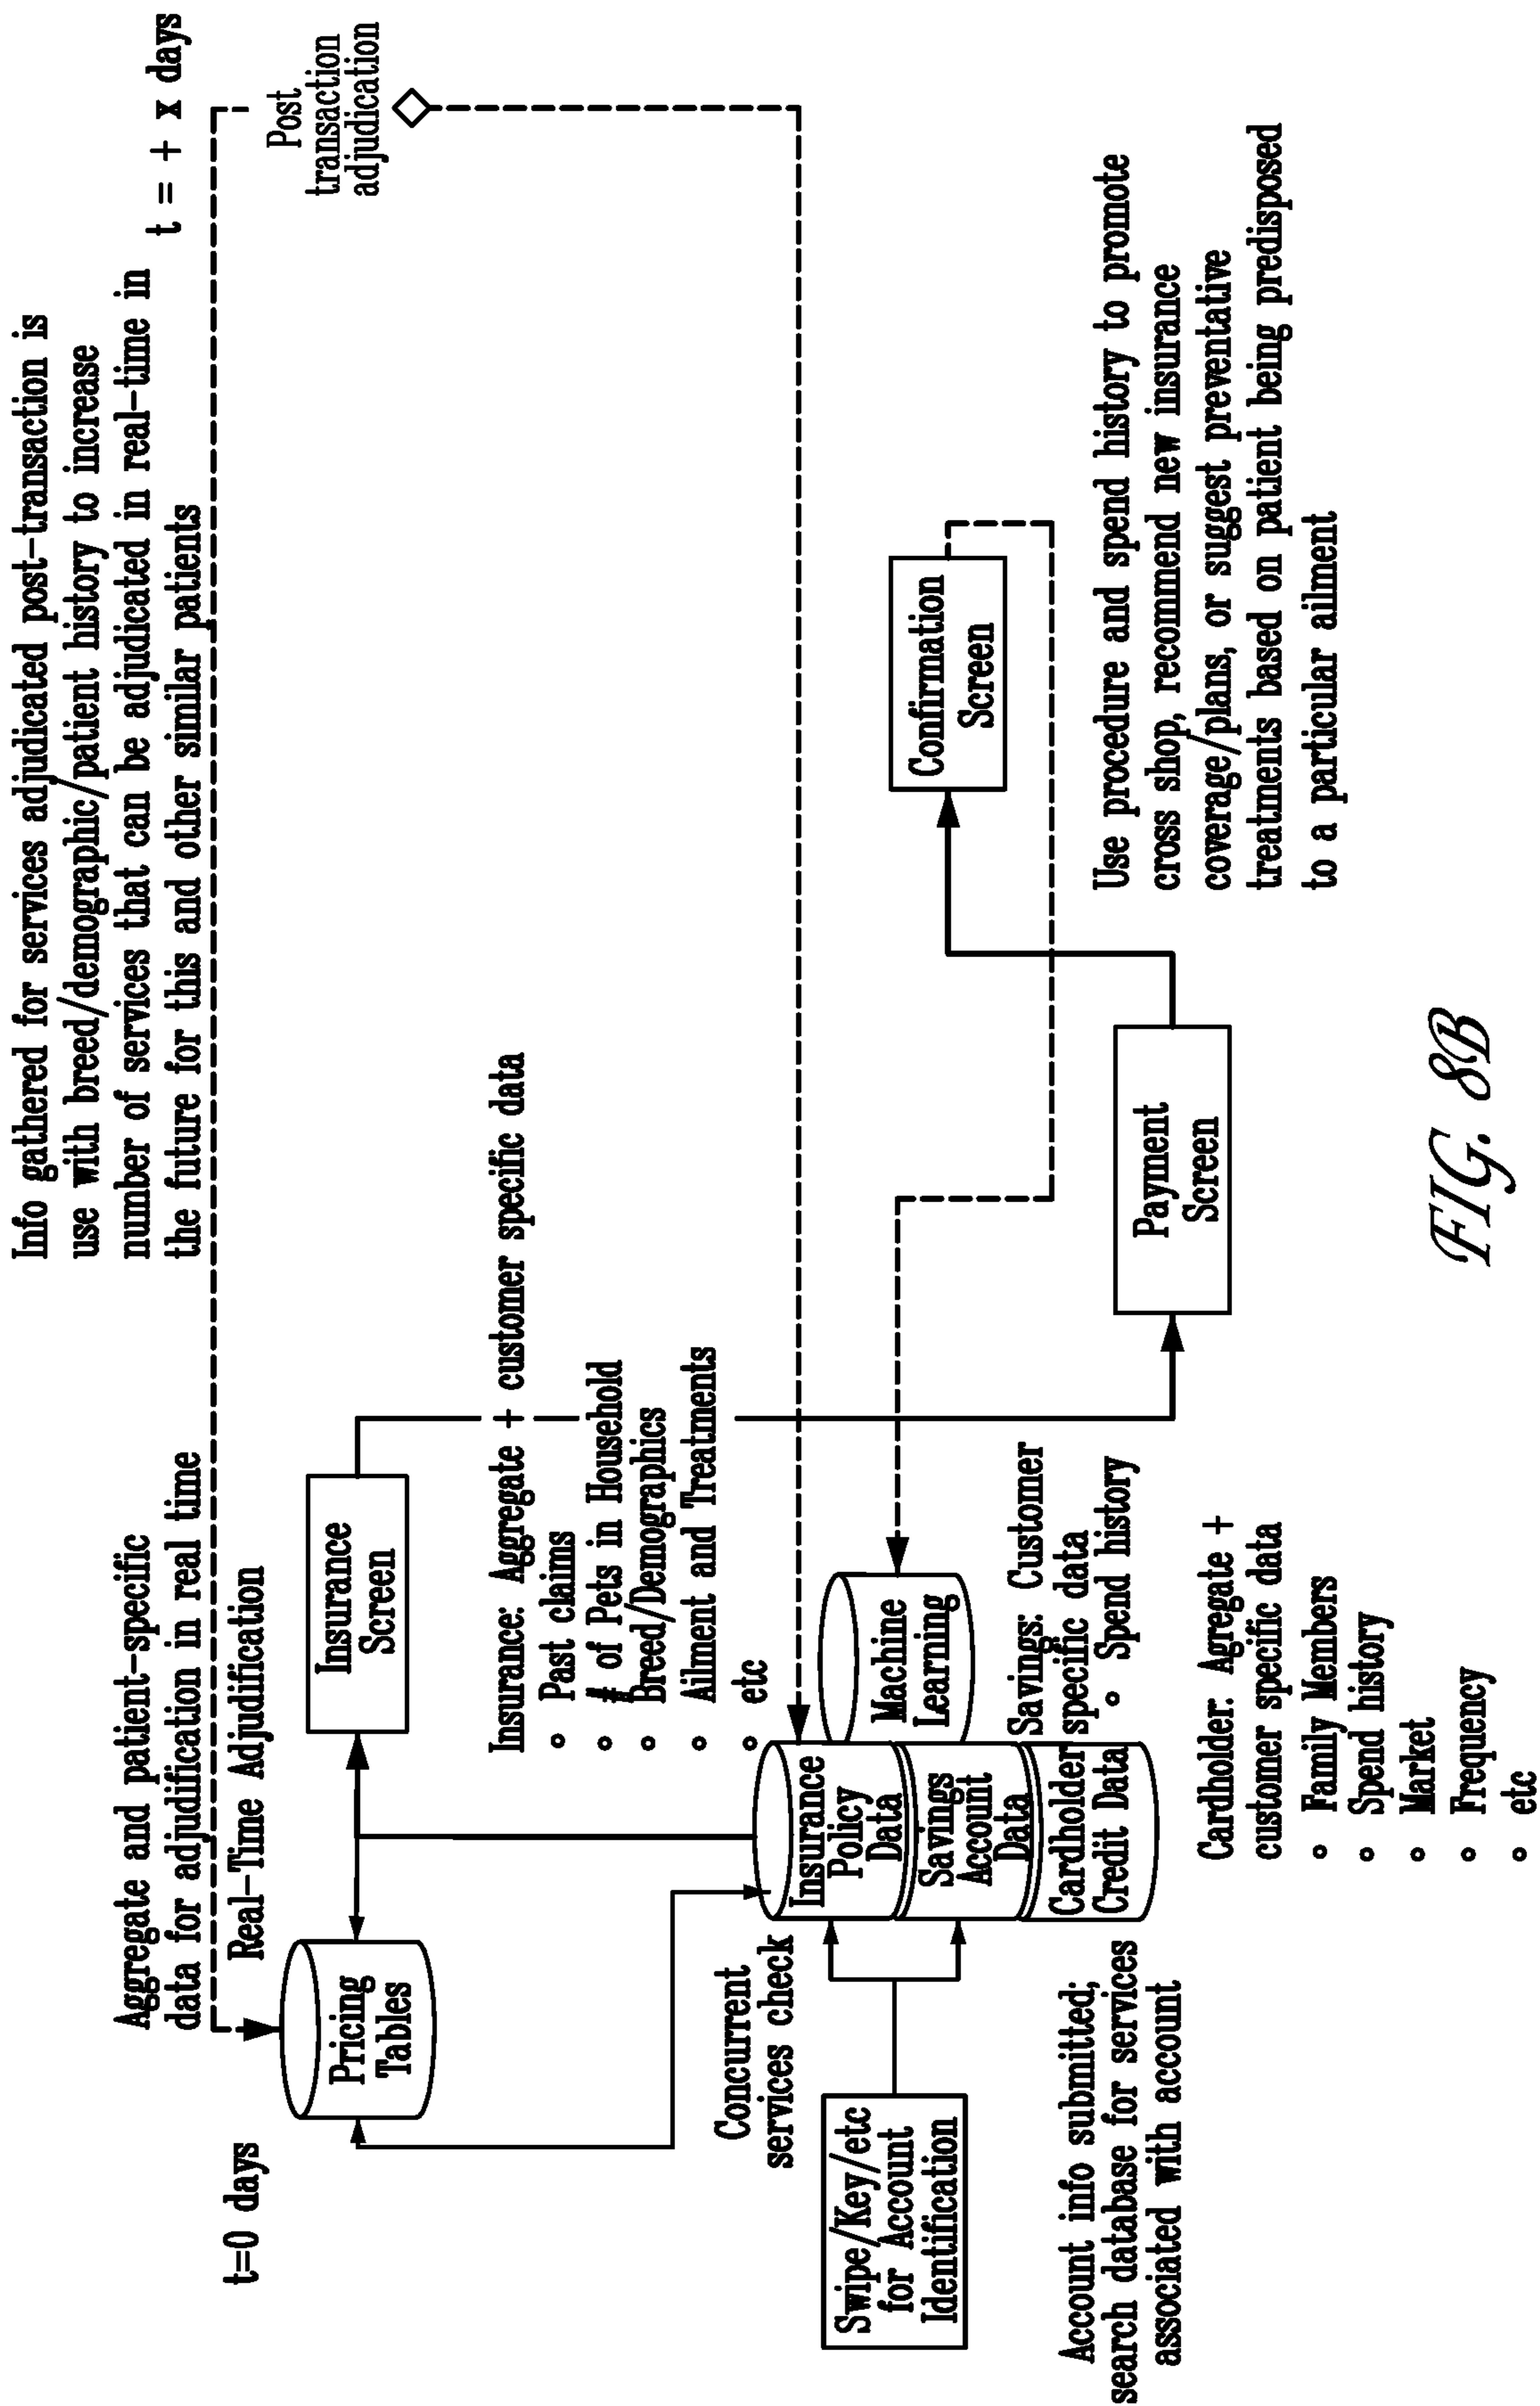 Info gathered for services adjudicated post-transaction is
use with breed/demographic/patient history to increase
number of services that can be adjudicated in real-time in
the future for this and other similar patients
t = + x days
t=0 days
Aggregate and patient-specific
data for adjudification in real time
Real-Time Adjudification
Post
transaction
adjudication
Pricing
Tables
Insurance
Screen
Insurance: Aggregate + customer specific data
∘ Past claims
∘ # of Pets in Household
∘ Breed/Demographics
∘ Ailment and Treatments
∘ etc
Concurrent
services check
Swipe/Key/etc
for Account
Identification
Account info submitted;
search database for services
associated with account
Insurance
Policy
Data
Savings
Account
Data
Cardholder
Credit Data
Machine
Learning
Savings: Customer
specific data
∘ Spend history
Cardholder: Agregate +
customer specific data
∘ Family Members
∘ Spend history
∘ Market
∘ Frequency
∘ etc
Payment
Screen
Confirmation
Screen
Use procedure and spend history to promote
cross shop, recommend new insurance
coverage/plans, or suggest preventative
treatments based on patient being predisposed
to a particular ailment
FIG. 8B